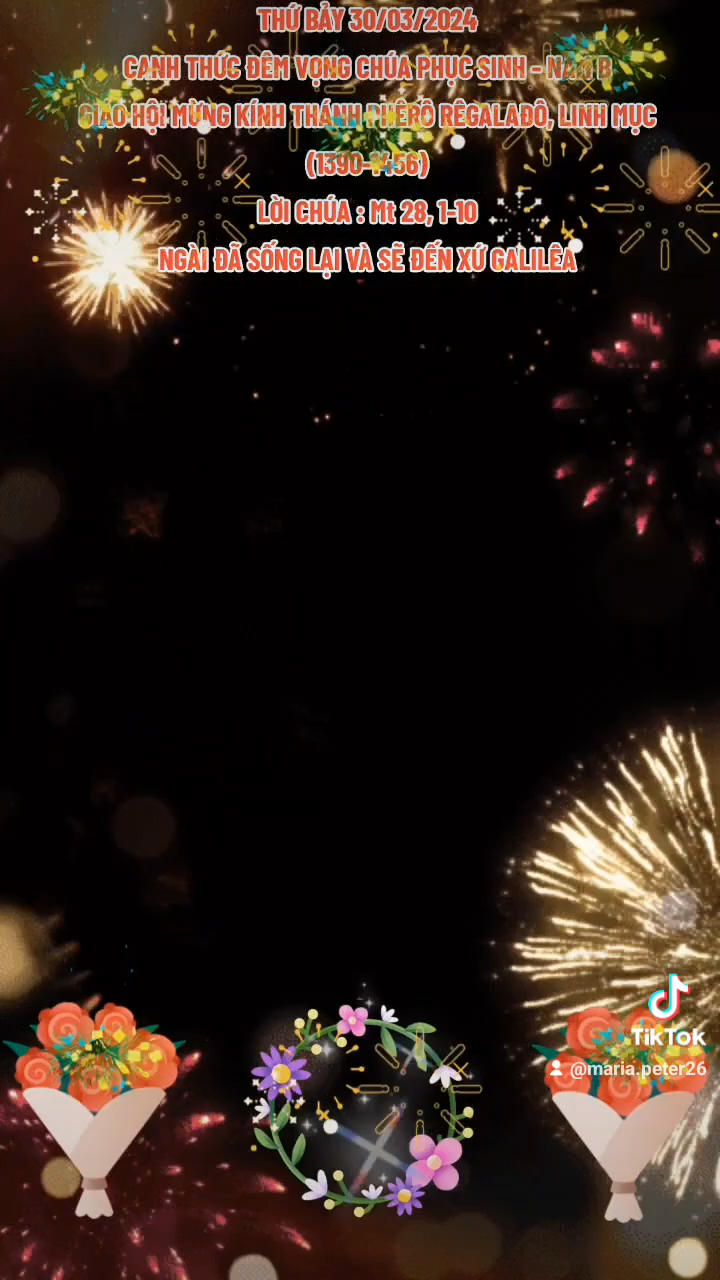 THỨ BẢY 30/03/2024
CANH THỨC ĐÊM VỌNG CHÚA PHỤC SINH - NĂM B
GIÁO HỘI MỪNG KÍNH THÁNH PHÊRÔ RÊGALAĐÔ, LINH MỤC
(1390-1456)
LỜI CHÚA : Mt 28, 1-10
NGÀI ĐÃ SỐNG LẠI VÀ SẼ ĐẾN XỨ GALILÊA
TikTok
@maria.peter26